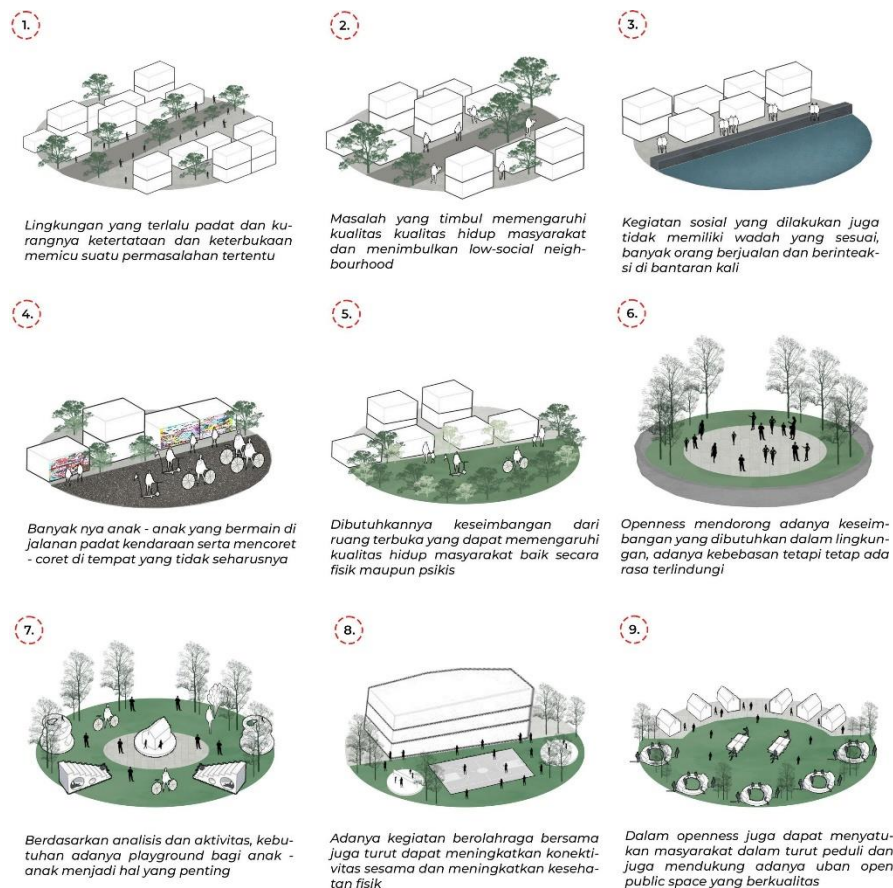 1.
Lingkungan yang terlalu padat dan ku-
rangnya ketertataan dan keterbukaan
memicu suatu permasalahan tertentu
2.
Masalah yang timbul memengaruhi
kualitas kualitas hidup masyarakat
dan menimbulkan low-social neigh-
bourhood
3.
Kegiatan sosial yang dilakukan juga
tidak memiliki wadah yang sesuai,
banyak orang berjualan dan berinteak-
si di bantaran kali
4.
Banyak nya anak - anak yang bermain di
jalanan padat kendaraan serta mencoret
- coret di tempat yang tidak seharusnya
5.
Dibutuhkannya keseimbangan dari
ruang terbuka yang dapat memengaruhi
kualitas hidup masyarakat baik secara
fisik maupun psikis
6.
Openness mendorong adanya keseim-
bangan yang dibutuhkan dalam lingkun-
gan, adanya kebebasan tetapi tetap ada
rasa terlindungi
7.
Berdasarkan analisis dan aktivitas, kebu-
tuhan adanya playground bagi anak -
anak menjadi hal yang penting
8.
Adanya kegiatan berolahraga bersama
juga turut dapat meningkatkan konekti-
vitas sesama dan meningkatkan keseha-
tan fisik
9.
Dalam openness juga dapat menyatu-
kan masyarakat dalam turut peduli dan
juga mendukung adanya uban open
public space yang berkualitas